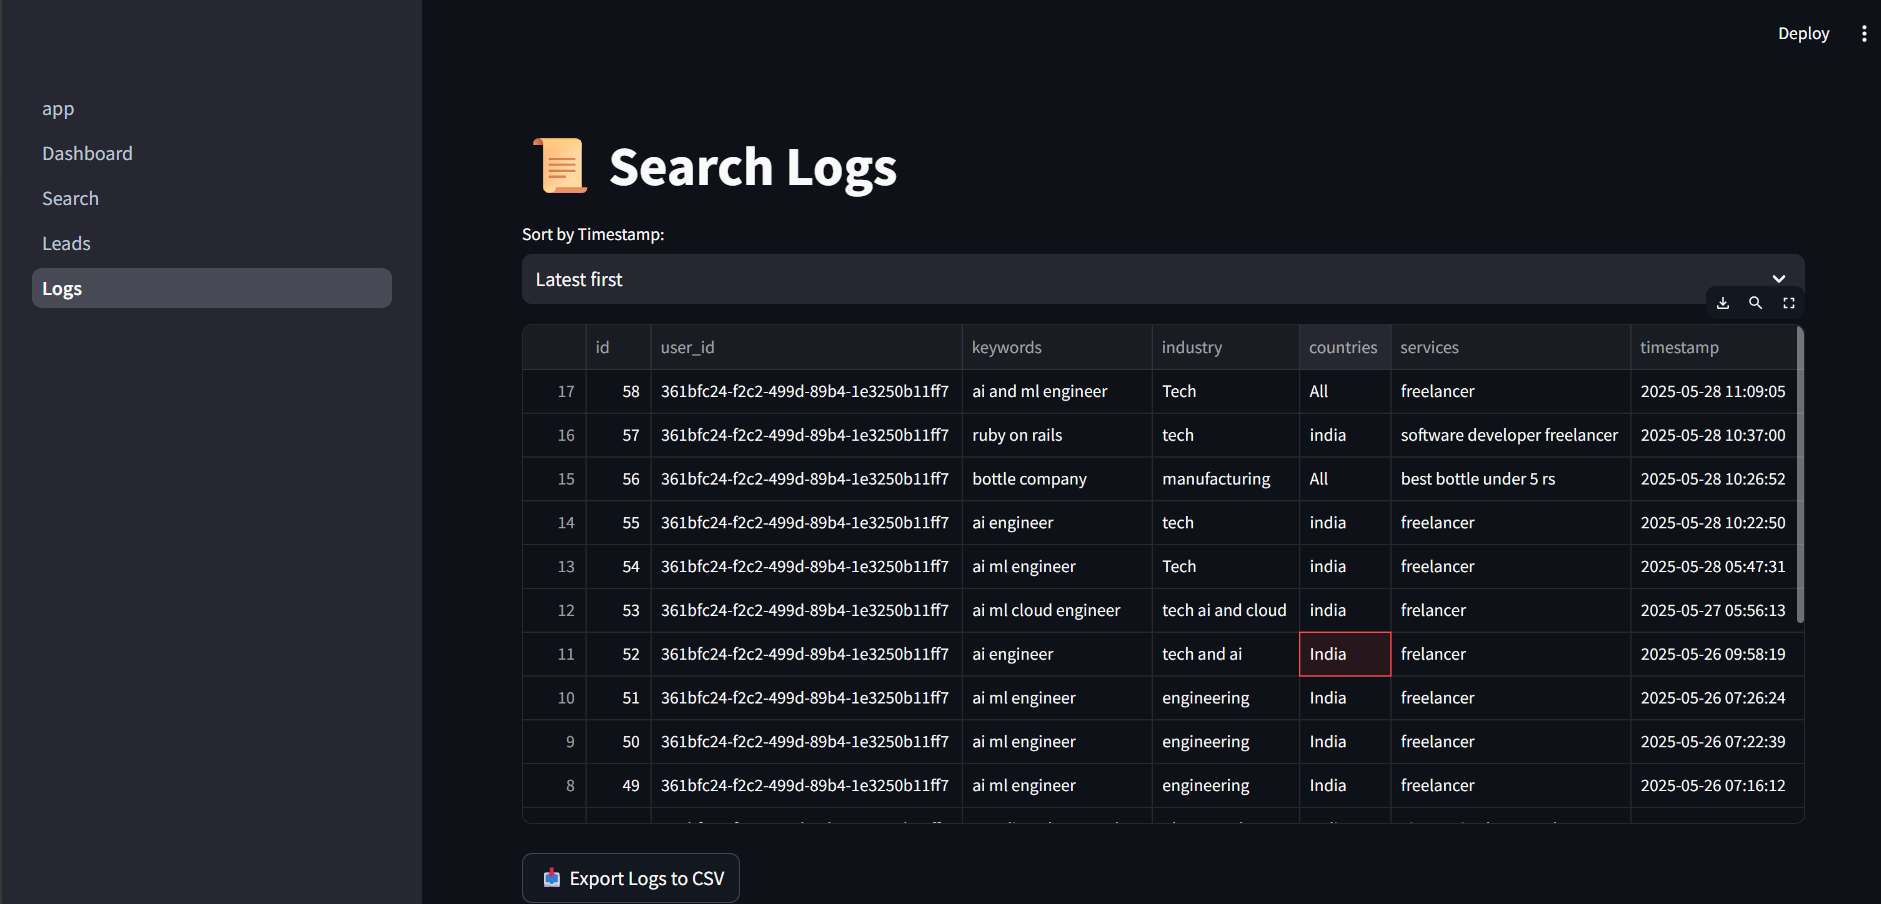 Deploy
app
Dashboard
Search
Leads
Logs
Search Logs
Sort by Timestamp:
Latest first
id user_id keywords industry countries services timestamp
17 58 361bfc24-f2c2-499d-89b4-1e3250b11ff7 ai and ml engineer Tech All freelancer 2025-05-28 11:09:05
16 57 361bfc24-f2c2-499d-89b4-1e3250b11ff7 ruby on rails tech india software developer freelancer 2025-05-28 10:37:00
15 56 361bfc24-f2c2-499d-89b4-1e3250b11ff7 bottle company manufacturing All best bottle under 5 rs 2025-05-28 10:26:52
14 55 361bfc24-f2c2-499d-89b4-1e3250b11ff7 ai engineer tech india freelancer 2025-05-28 10:22:50
13 54 361bfc24-f2c2-499d-89b4-1e3250b11ff7 ai ml engineer Tech india freelancer 2025-05-28 05:47:31
12 53 361bfc24-f2c2-499d-89b4-1e3250b11ff7 ai ml cloud engineer tech ai and cloud india frelancer 2025-05-27 05:56:13
11 52 361bfc24-f2c2-499d-89b4-1e3250b11ff7 ai engineer tech and ai India frelancer 2025-05-26 09:58:19
10 51 361bfc24-f2c2-499d-89b4-1e3250b11ff7 ai ml engineer engineering India freelancer 2025-05-26 07:26:24
9 50 361bfc24-f2c2-499d-89b4-1e3250b11ff7 ai ml engineer engineering India freelancer 2025-05-26 07:22:39
8 49 361bfc24-f2c2-499d-89b4-1e3250b11ff7 ai ml engineer engineering India freelancer 2025-05-26 07:16:12
Export Logs to CSV